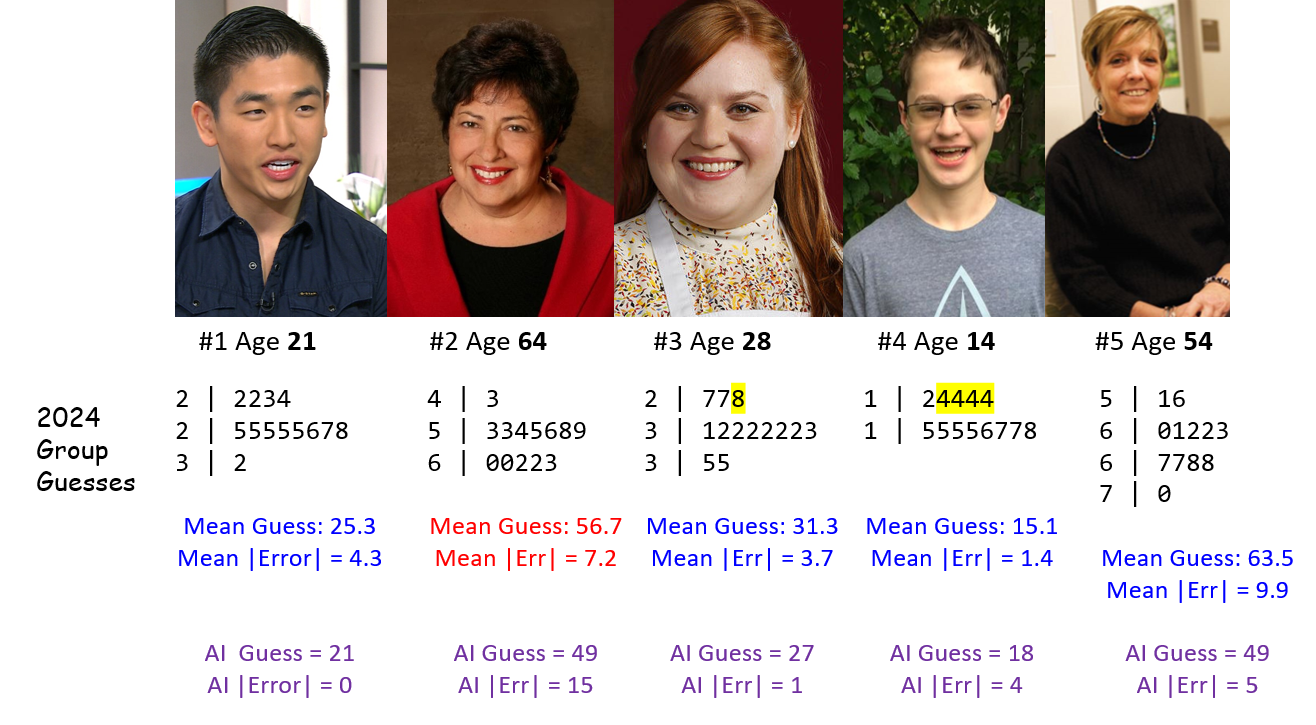 #1 Age 21
#2 Age 64
#3 Age 28
#4 Age 14
#5 Age 54
2024
Group
Guesses
2 | 2234
2 | 55555678
3 | 2
4 | 3
5 | 3345689
6 | 00223
2 | 778
3 | 12222223
3 | 55
1 | 24444
1 | 55556778
5 | 16
6 | 01223
6 | 7788
7 | 0
Mean Guess: 25.3
Mean |Error| = 4.3
Mean Guess: 56.7
Mean |Err| = 7.2
Mean Guess: 31.3
Mean |Err| = 3.7
Mean Guess: 15.1
Mean |Err| = 1.4
Mean Guess: 63.5
Mean |Err| = 9.9
AI  Guess = 21
AI |Error| = 0
AI Guess = 49
AI |Err| = 15
AI Guess = 27
AI |Err| = 1
AI Guess = 18
AI |Err| = 4
AI Guess = 49
AI |Err| = 5